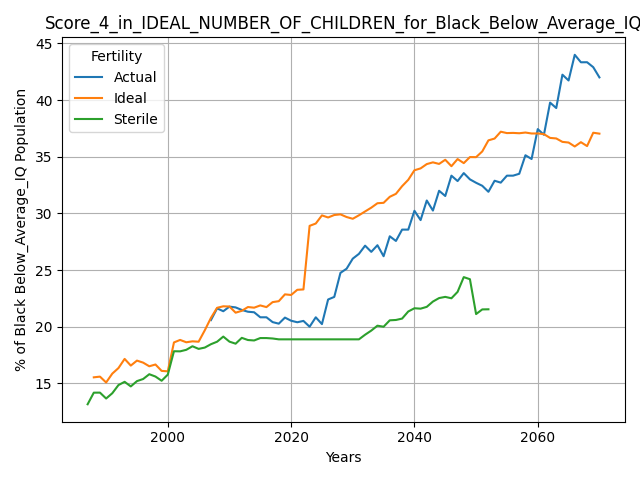 Score_4_in_IDEAL_NUMBER_OF_CHILDREN_for_Black_Below_Average_IQ
45
40
35
30
25
20
15
% of Black Below_Average_IQ Population
Fertility
Actual
Ideal
Sterile
2000
2020
2040
2060
Years